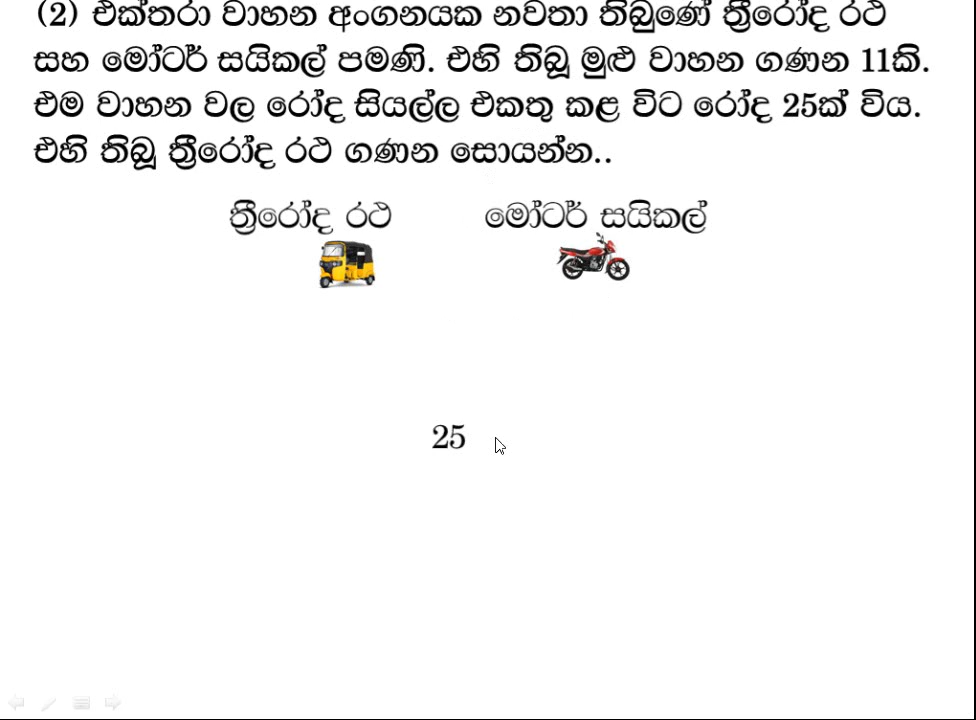 (2) එක්තරා වාහන අංගනයක නවතා තිබුණේ ත්‍රීරෝද රථ
සහ මෝටර් සයිකල් පමණි. එහි තිබූ මුළු වාහන ගණන 11කි.
එම වාහන වල රෝද සියල්ල එකතු කළ විට රෝද 25ක් විය.
එහි තිබූ ත්‍රීරෝද රථ ගණන සොයන්න..
ත්‍රීරෝද රථ මෝටර් සයිකල්
25